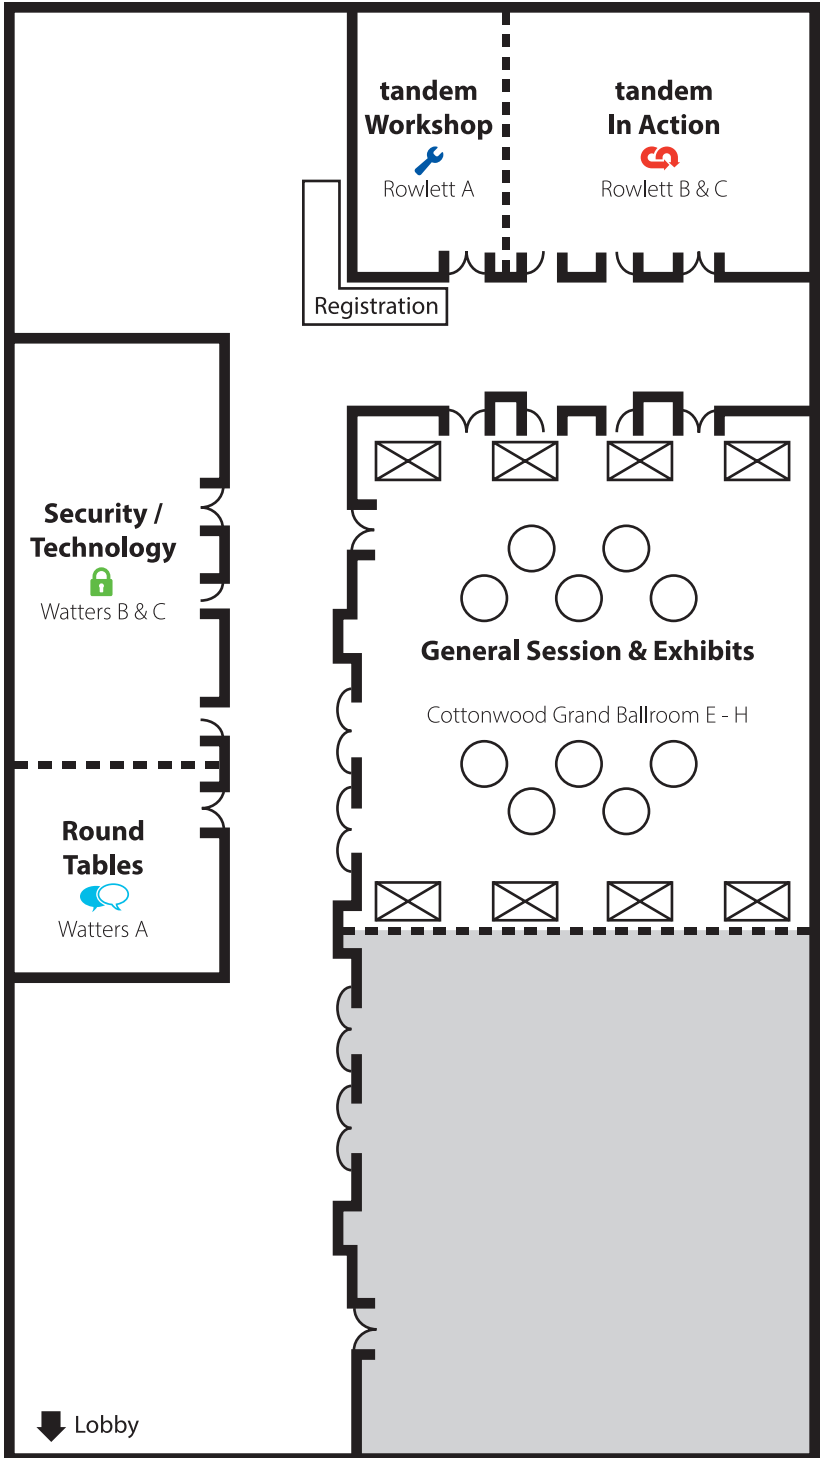 tandem
Workshop
Rowlett A
tandem
In Action
Rowlett B & C
Registration
Security /
Technology
Watters B & C
General Session & Exhibits
Cottonwood Grand Ballroom E - H
Round
Tables
Watters A
Lobby